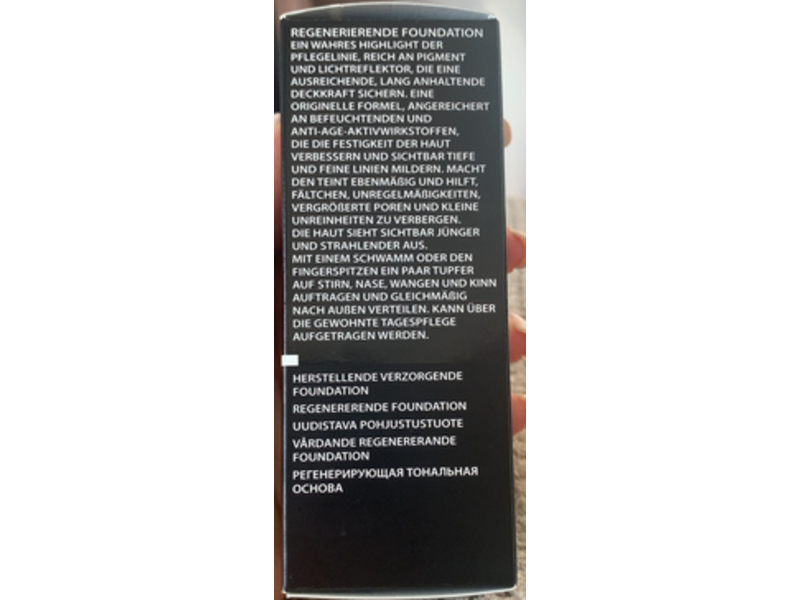 REGENERIERENDE FOUNDATION
EIN WAHRES HIGHLIGHT DER
PFLEGELINIE, REICH AN PIGMENT
UND LICHTREFLEKTOR, DIE EINE
AUSREICHENDE, LANG ANHALTENDE
DECKKRAFT SICHERN. EINE
ORIGINELLE FORMEL, ANGEREICHERT
AN BEFEUCHTENDEN UND
ANTI-AGE-AKTIVWIRKSTOFFEN,
DIE DIE FESTIGKEIT DER HAUT
VERBESSERN UND SICHTBAR TIEFE
UND FEINE LINIEN MILDERN. MACHT
DEN TEINT EBENMÄßIG UND HILFT,
FÄLTCHEN, UNREGELMÄßIGKEITEN,
VERGRÖßERTE POREN UND KLEINE
UNREINHEITEN ZU VERBERGEN.
DIE HAUT SIEHT SICHTBAR JÜNGER
UND STRAHLENDER AUS.
MIT EINEM SCHWAMM ODER DEN
FINGERSPITZEN EIN PAAR TUPFER
AUF STIRN, NASE, WANGEN UND KINN
AUFTRAGEN UND GLEICHMÄßIG
NACH AUßEN VERTEILEN. KANN ÜBER
DIE GEWOHNTE TAGESPFLEGE
AUFGETRAGEN WERDEN.
HERSTELLENDE VERZORGENDE
FOUNDATION
REGENERERENDE FOUNDATION
UUDISTAVA POHJUSTUSTUOTE
VÅRDANDE REGENERERANDE
FOUNDATION
РЕГЕНЕРИРУЮЩАЯ ТОНАЛЬНАЯ
ОСНОВА